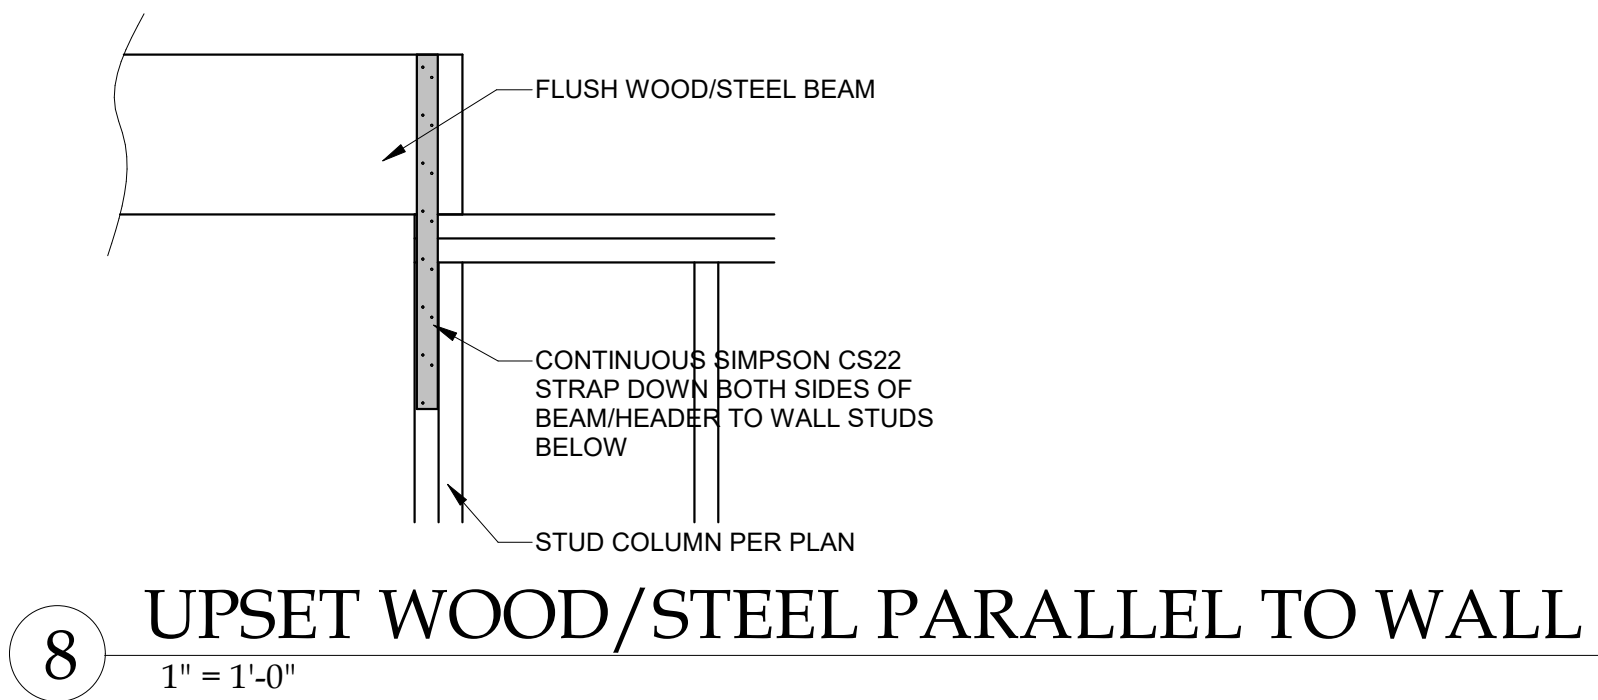 FLUSH WOOD/STEEL BEAM
CONTINUOUS SIMPSON CS22
STRAP DOWN BOTH SIDES OF
BEAM/HEADER TO WALL STUDS
BELOW
STUD COLUMN PER PLAN
8
UPSET WOOD/STEEL PARALLEL TO WALL
1" = 1'-0"